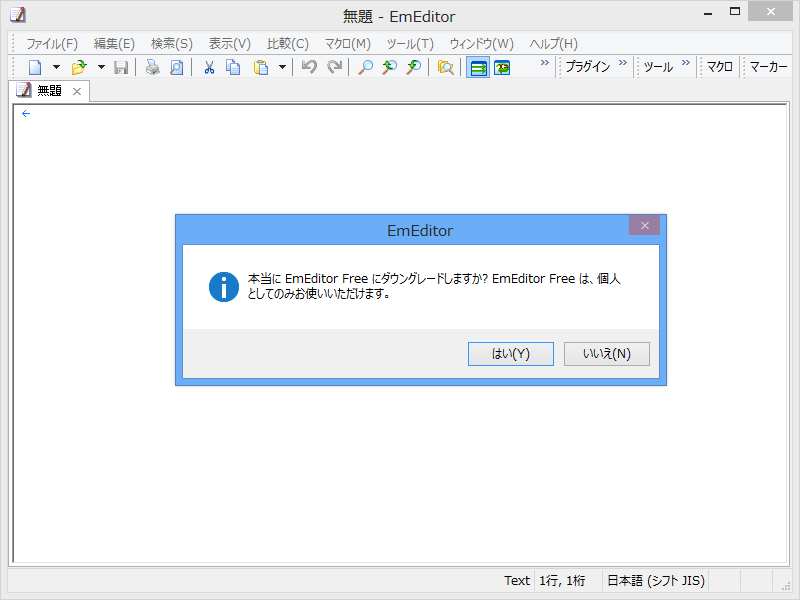 無題 - EmEditor
ファイル(F) 編集(E) 検索(S) 表示(V) 比較(C) マクロ(M) ツール(T) ウィンドウ(W) ヘルプ(H)
プラグイン ツール マクロ マーカー
無題
EmEditor
本当に EmEditor Free にダウングレードしますか? EmEditor Free は、個人
としてのみお使いいただけます。
はい(Y) いいえ(N)
Text 1行, 1桁 日本語 (シフト JIS)